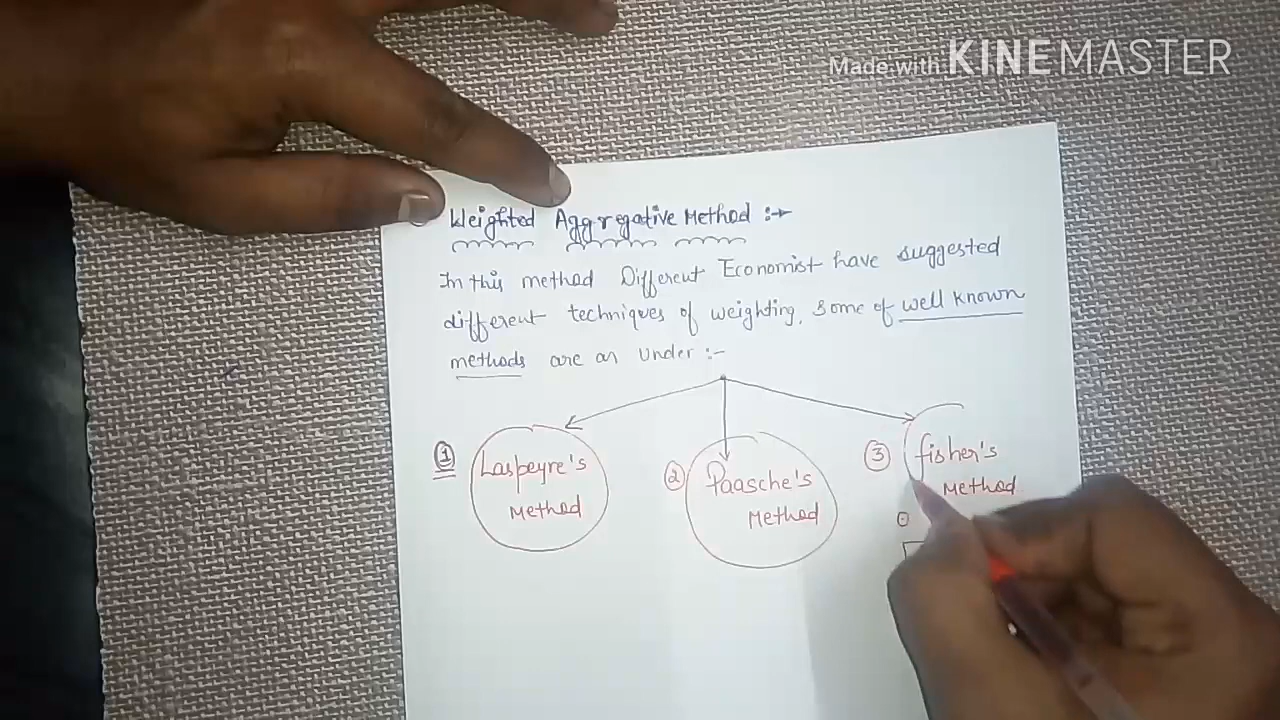 Made with KINEMASTER
Weighted Aggregative Method :→
In this method Different Economist have suggested
different techniques of weighting, some of well known
methods are an under :-
① Laspeyre's
Method
② Paasche's
Method
③ fisher's
Method